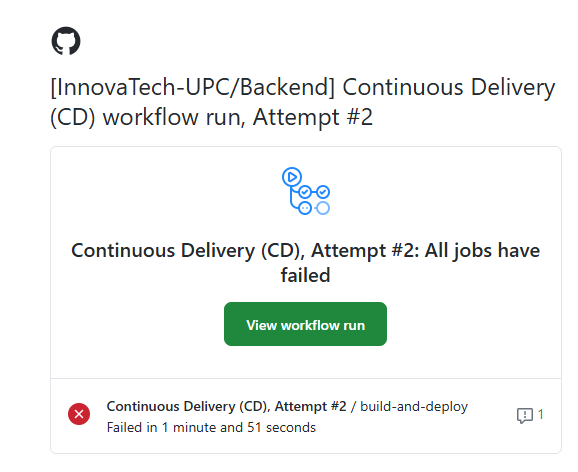 [InnovaTech-UPC/Backend] Continuous Delivery
(CD) workflow run, Attempt #2
Continuous Delivery (CD), Attempt #2: All jobs have
failed
View workflow run
Continuous Delivery (CD), Attempt #2 / build-and-deploy
1
Failed in 1 minute and 51 seconds